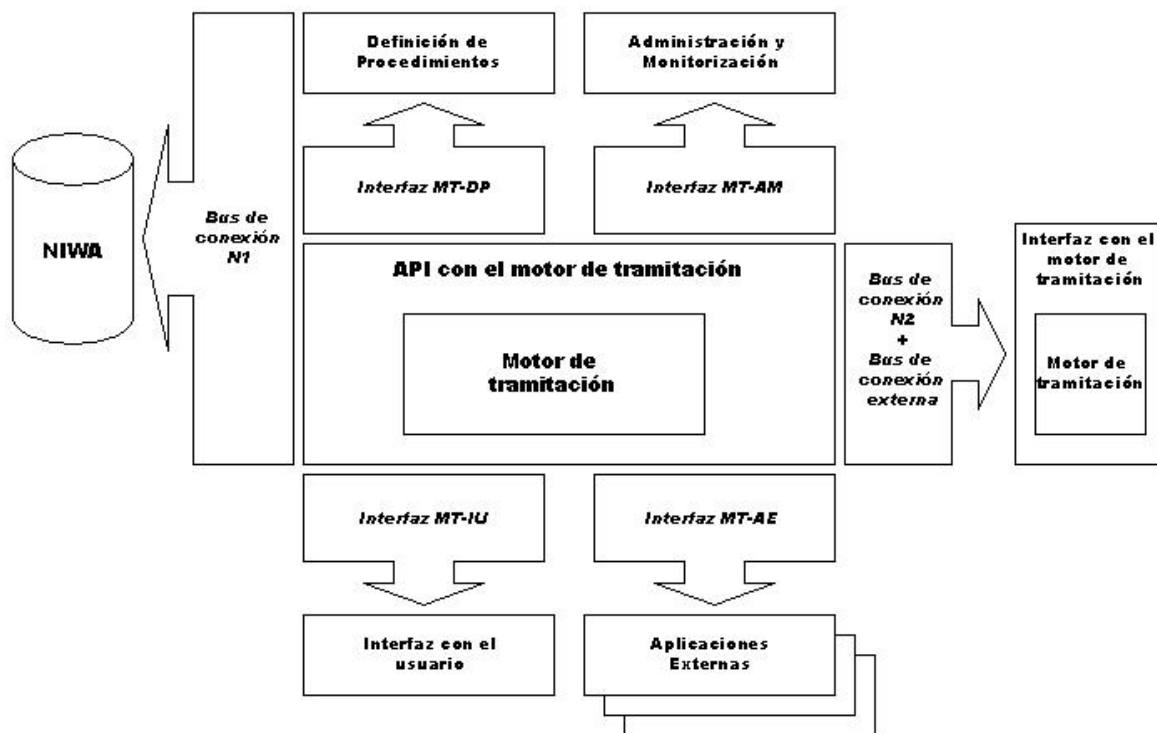 Definición de
Procedimientos
Administración y
Monitorización
Interfaz MT-DP
Interfaz MT-AM
NIWA
Bus de
conexión
N1
API con el motor de tramitación
Motor de
tramitación
Bus de
conexión
N2
+
Bus de
conexión
externa
Interfaz con el
motor de
tramitación
Motor de
tramitación
Interfaz MT-IU
Interfaz MT-AE
Interfaz con el
usuario
Aplicaciones
Externas